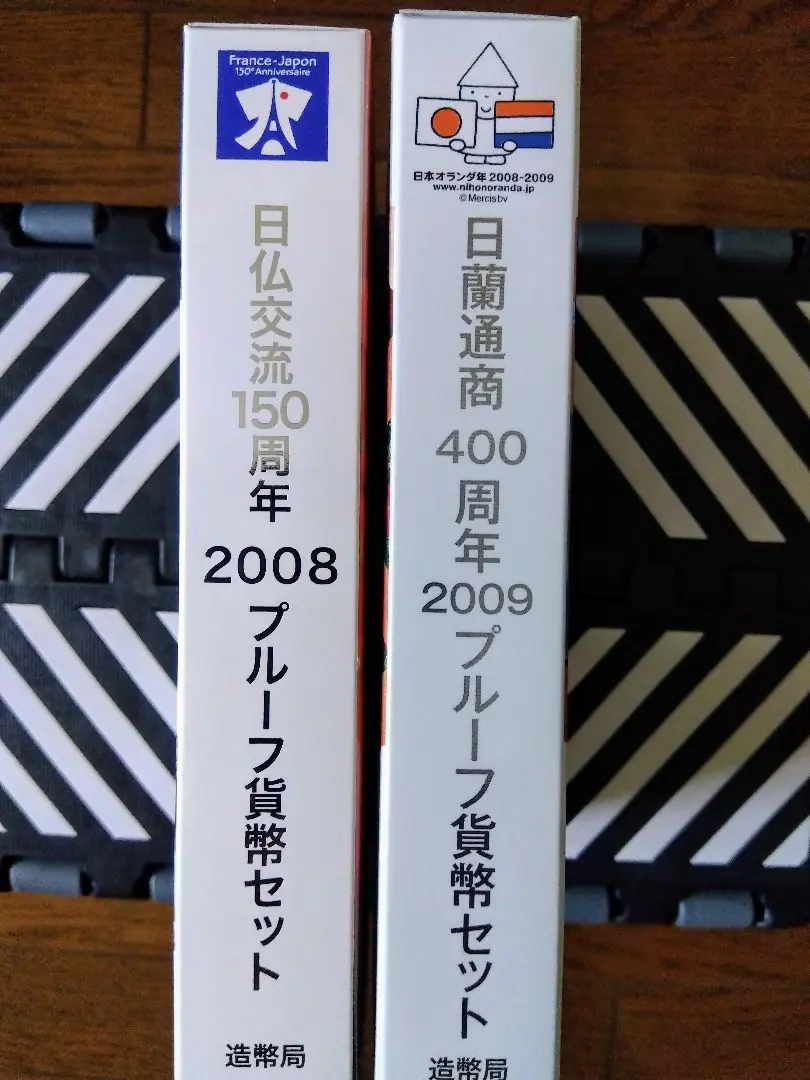 France-Japon
150e Anniversaire
日仏交流150周年
2008
プルーフ貨幣セット
造幣局
日本オランダ年 2008-2009
www.nihonoranda.jp
© Mercis bv
日蘭通商
400
周年
2009
プルーフ貨幣セット
造幣局